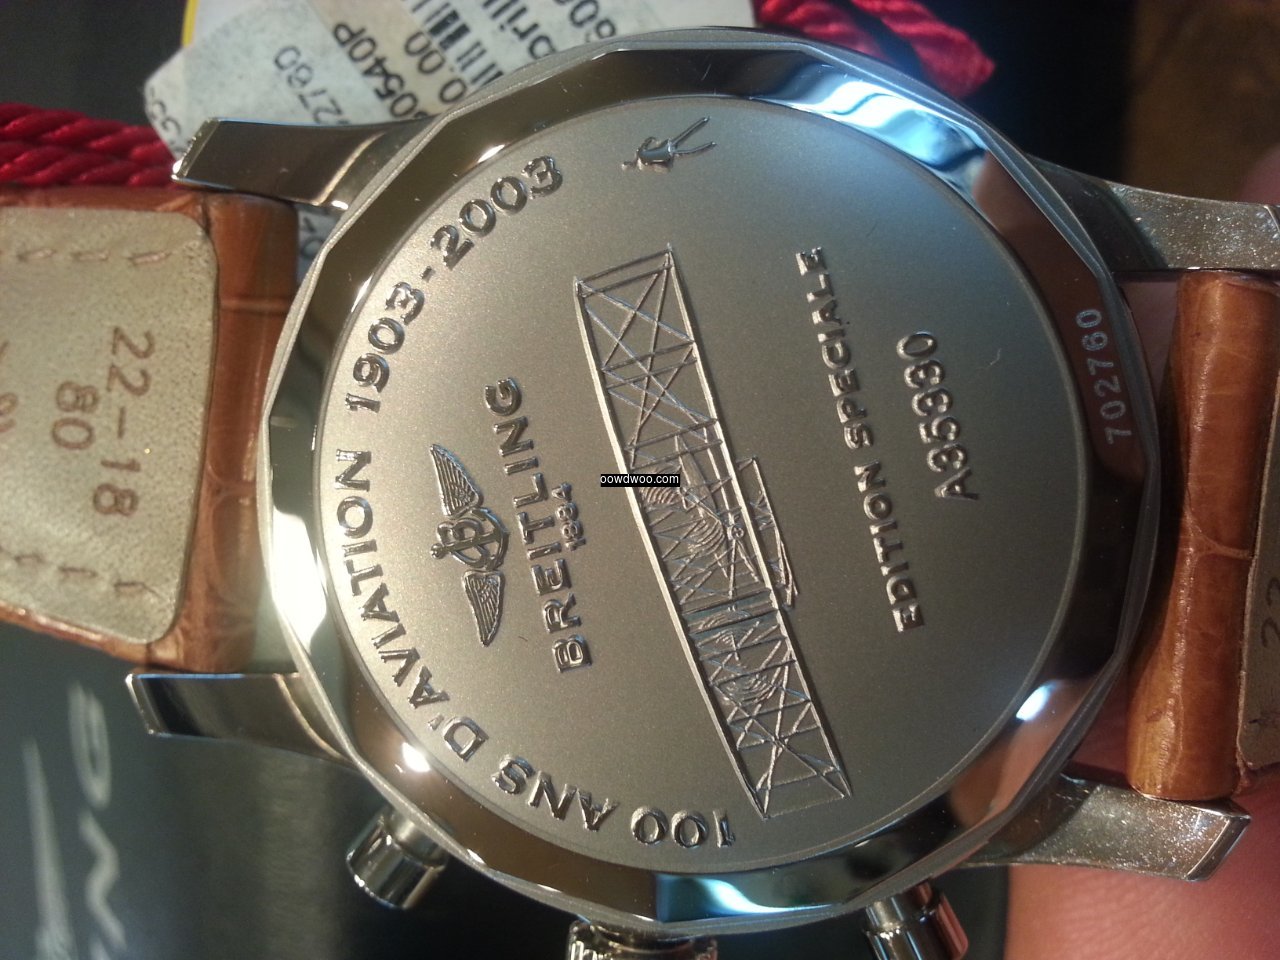 100 ANS D'AVIATION 1903-2003
BREITLING
1884
EDITION SPECIALE
A35330
702760
22-18
80
oowdwoo.com